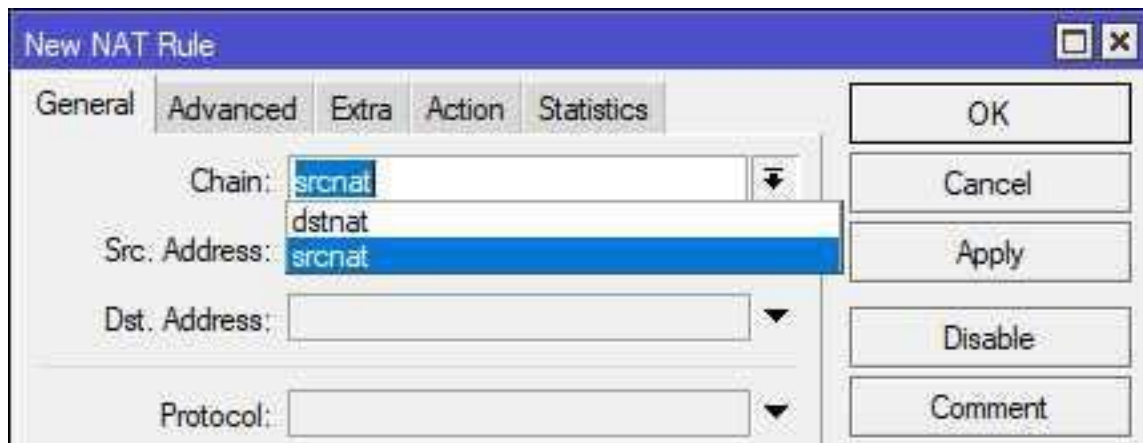 New NAT Rule
General Advanced Extra Action Statistics
OK
Chain: srcnat
Cancel
dstnat
Src. Address: srcnat
Apply
Dst. Address:
Disable
Protocol:
Comment